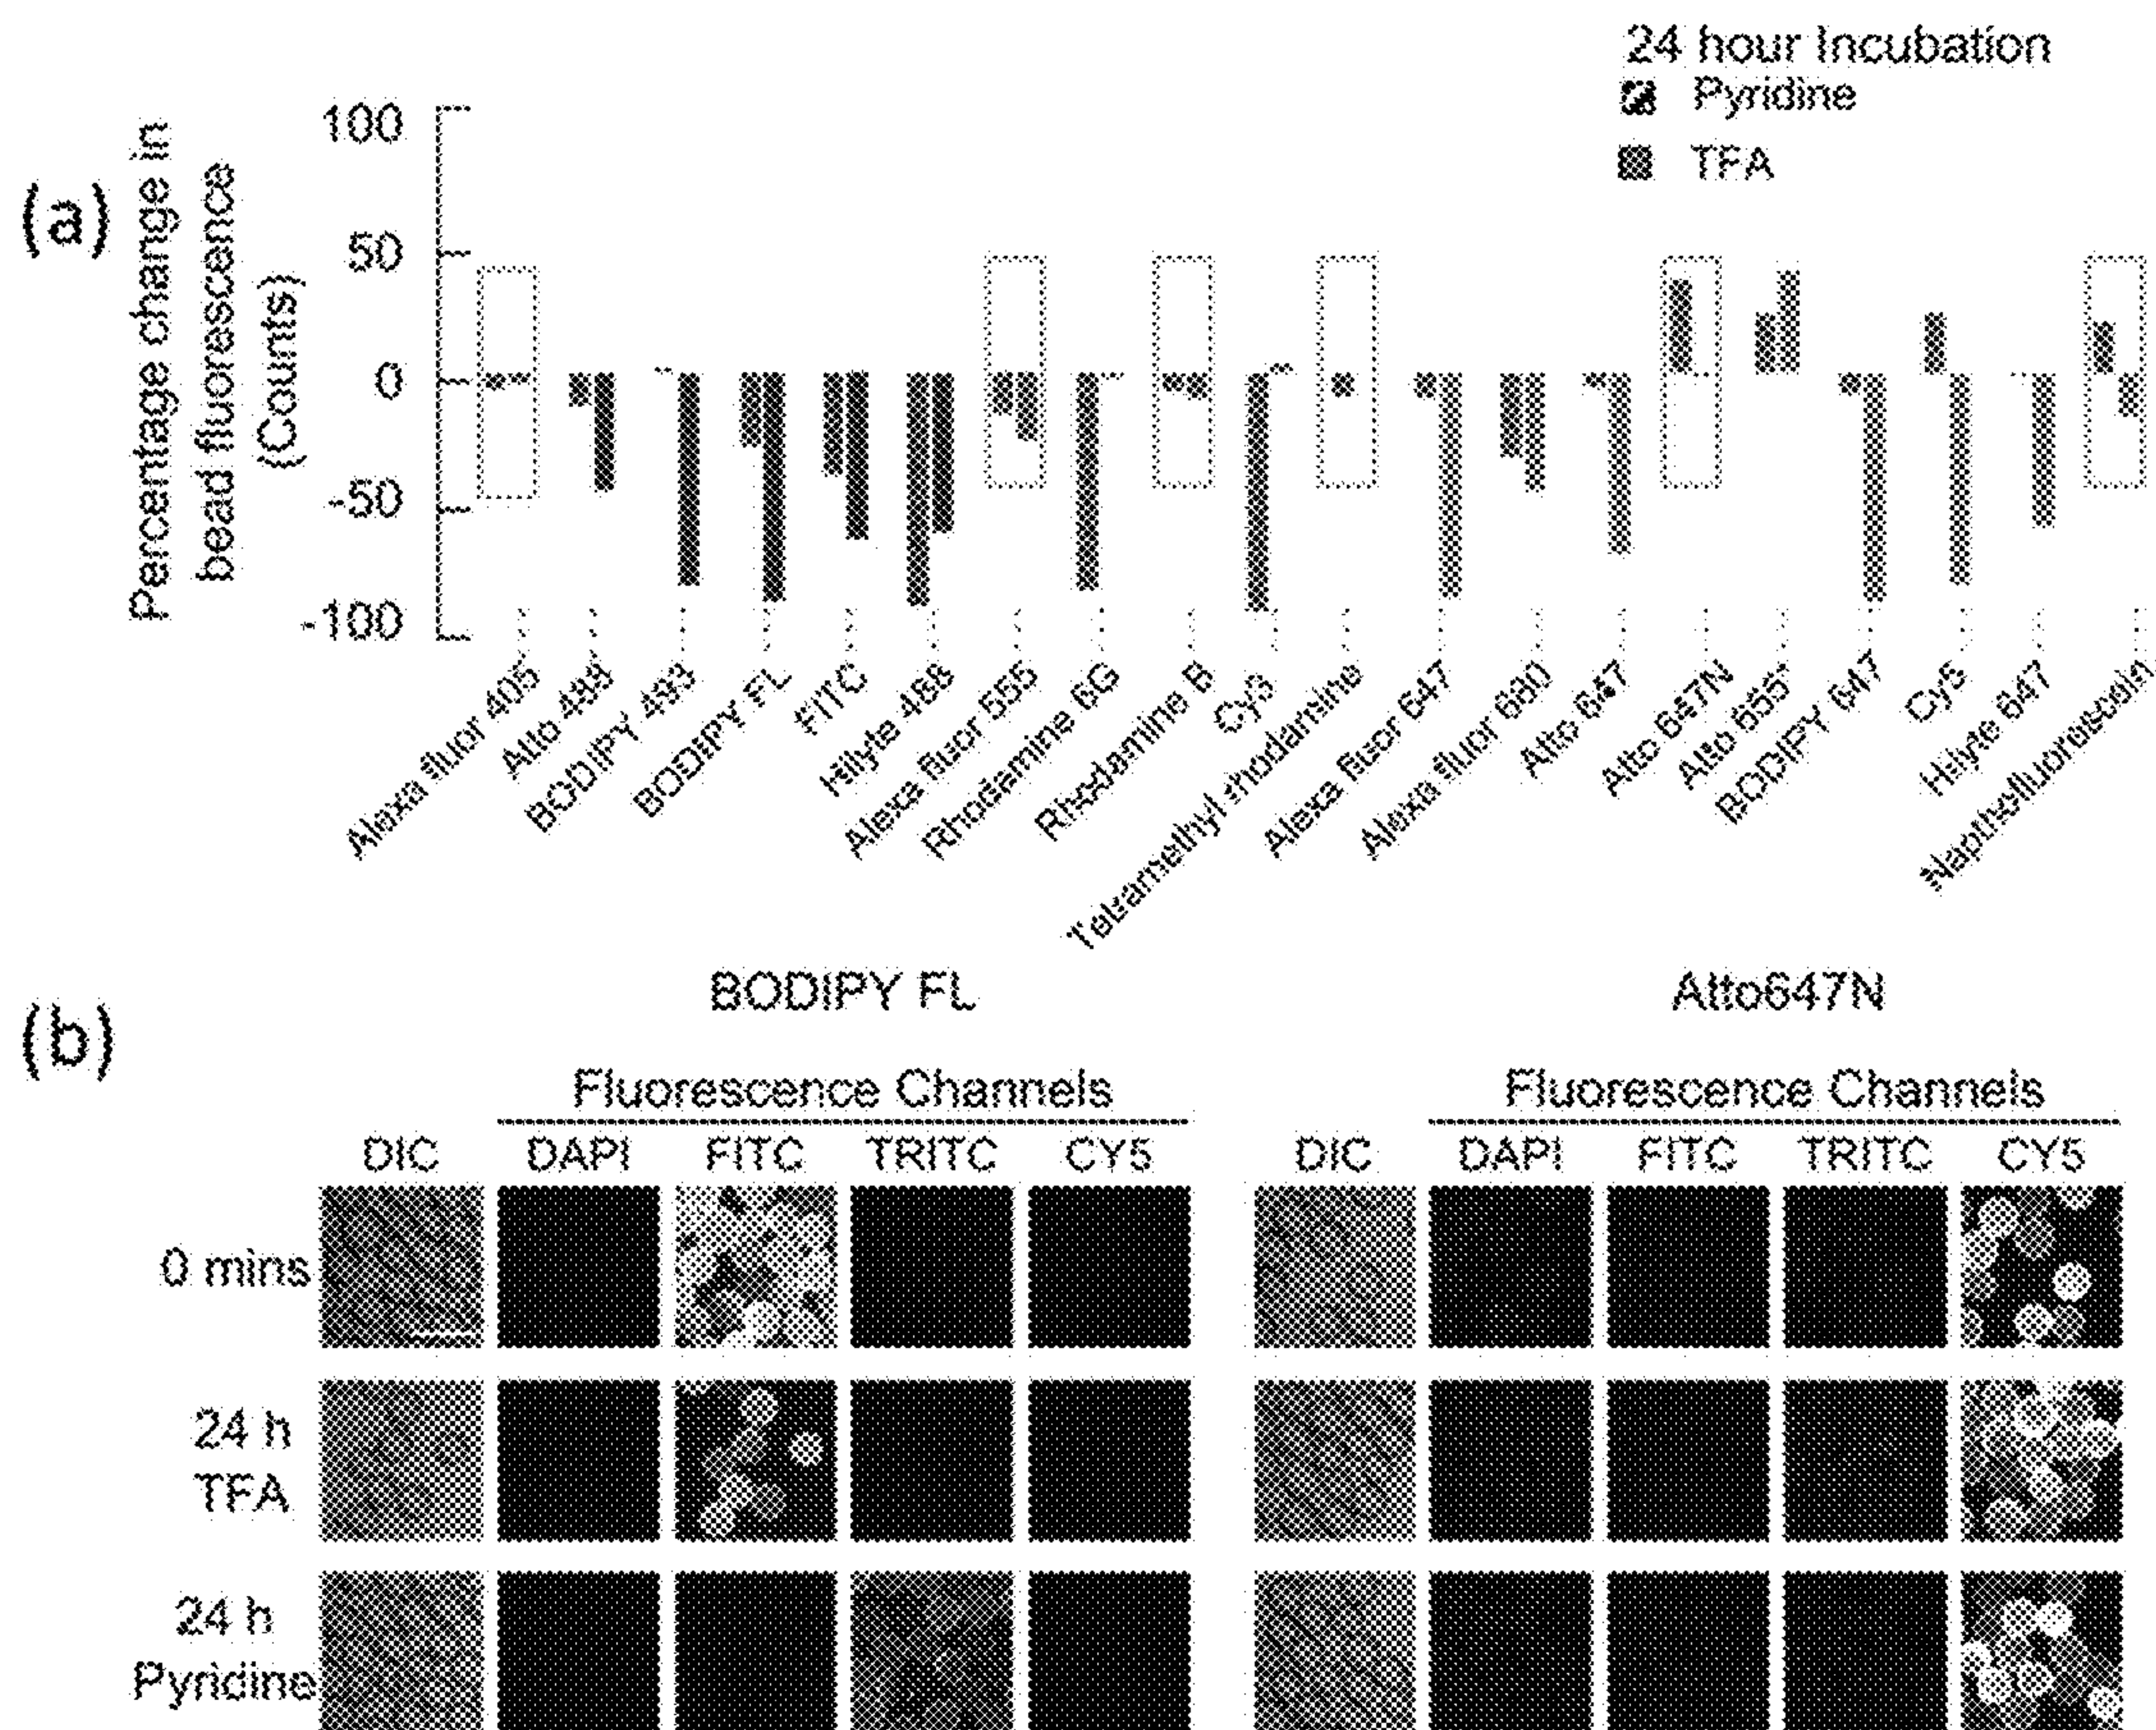 24 hour Incubation
Pyridine
TFA
(a)
Percentage change in
bead fluorescence
(Counts)
100
50
0
-50
-100
Alexa fluor 405
Atto 488
BODIPY 493
BODIPY FL
FITC
Hilyte 488
Alexa fluor 555
Rhodamine 6G
Rhodamine B
Cy3
Tetramethyl rhodamine
Alexa fluor 647
Alexa fluor 680
Atto 647
Atto 647N
Atto 655
BODIPY 647
Cy5
Hilyte 647
Napthofluorescein
(b)
BODIPY FL
Atto647N
Fluorescence Channels
Fluorescence Channels
DIC DAPI FITC TRITC CY5 DIC DAPI FITC TRITC CY5
0 mins
24 h
TFA
24 h
Pyridine